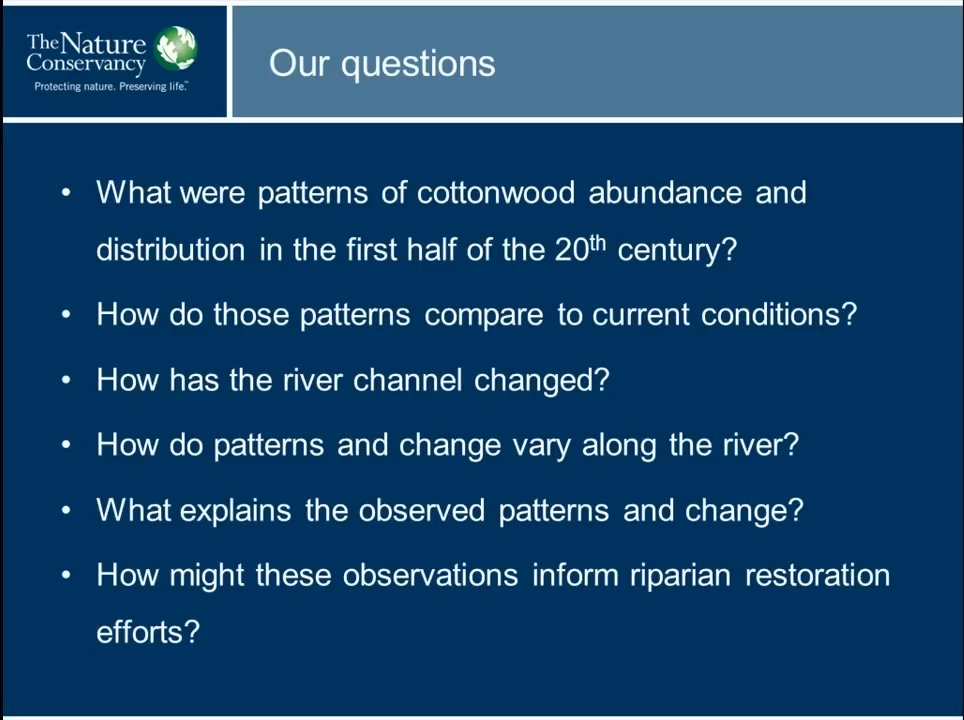 The Nature
Conservancy
Protecting nature. Preserving life.™
Our questions
• What were patterns of cottonwood abundance and
distribution in the first half of the 20th century?
• How do those patterns compare to current conditions?
• How has the river channel changed?
• How do patterns and change vary along the river?
• What explains the observed patterns and change?
• How might these observations inform riparian restoration
efforts?